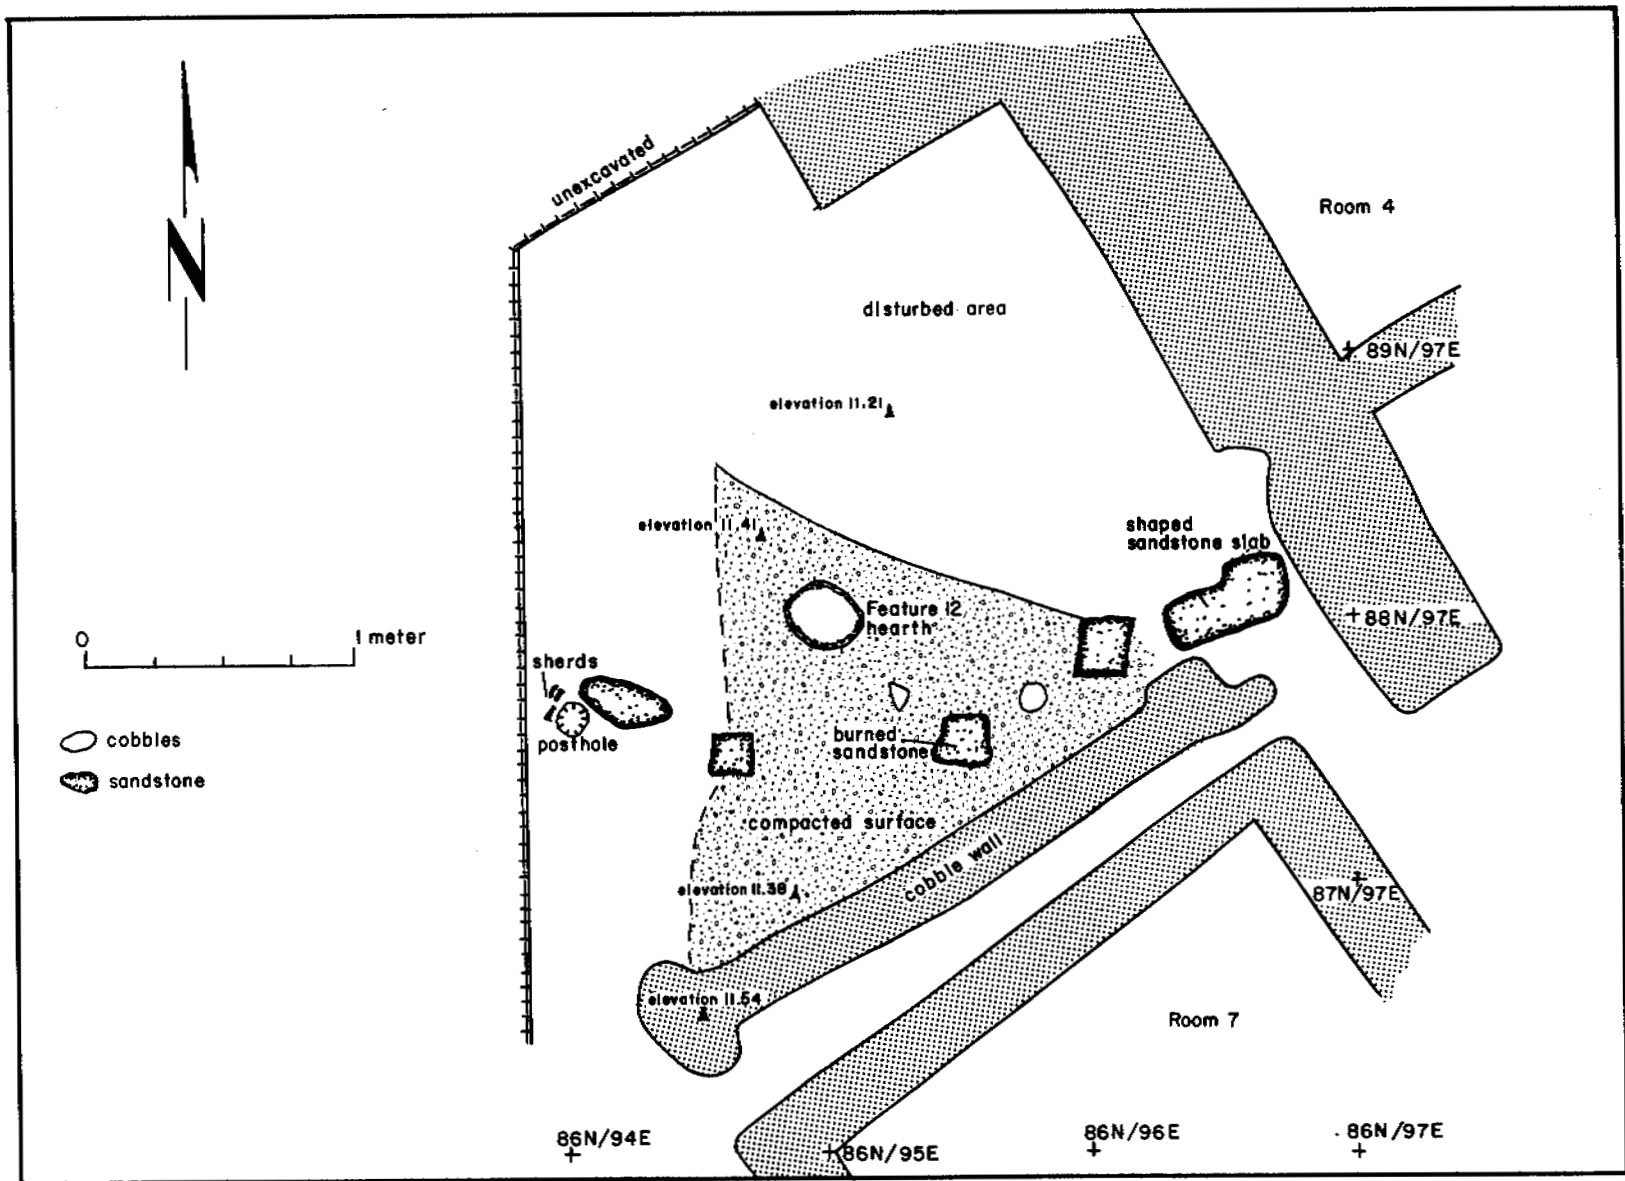 unexcavated
Room 4
N
disturbed area
89N/97E
elevation 11.21
elevation 11.41
shaped
sandstone slab
Feature 12
hearth
88N/97E
0 1 meter
sherds
posthole
burned
sandstone
cobbles
sandstone
compacted surface
cobble wall
elevation 11.38
87N/97E
elevation 11.54
Room 7
86N/94E
86N/95E
86N/96E
86N/97E